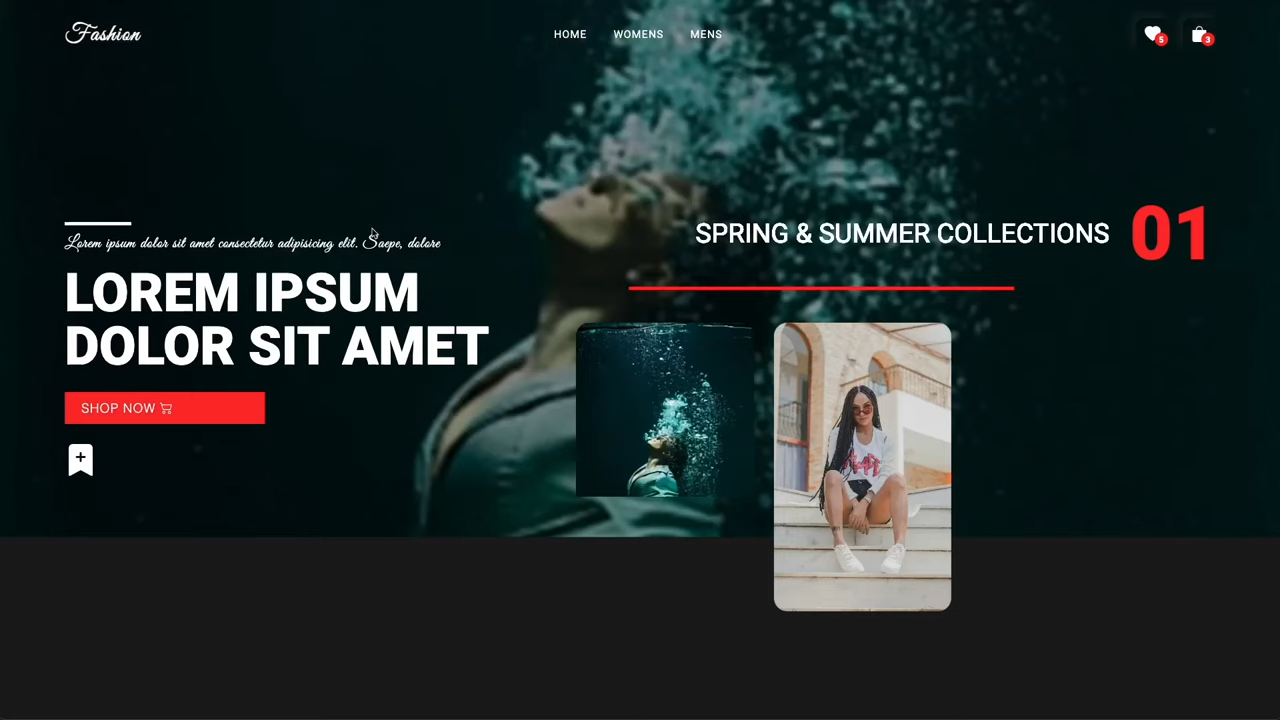 Fashion
HOME WOMENS MENS
5
3
Lorem ipsum dolor sit amet consectetur adipisicing elit. Saepe, dolore
LOREM IPSUM
DOLOR SIT AMET
SHOP NOW
SPRING & SUMMER COLLECTIONS 01